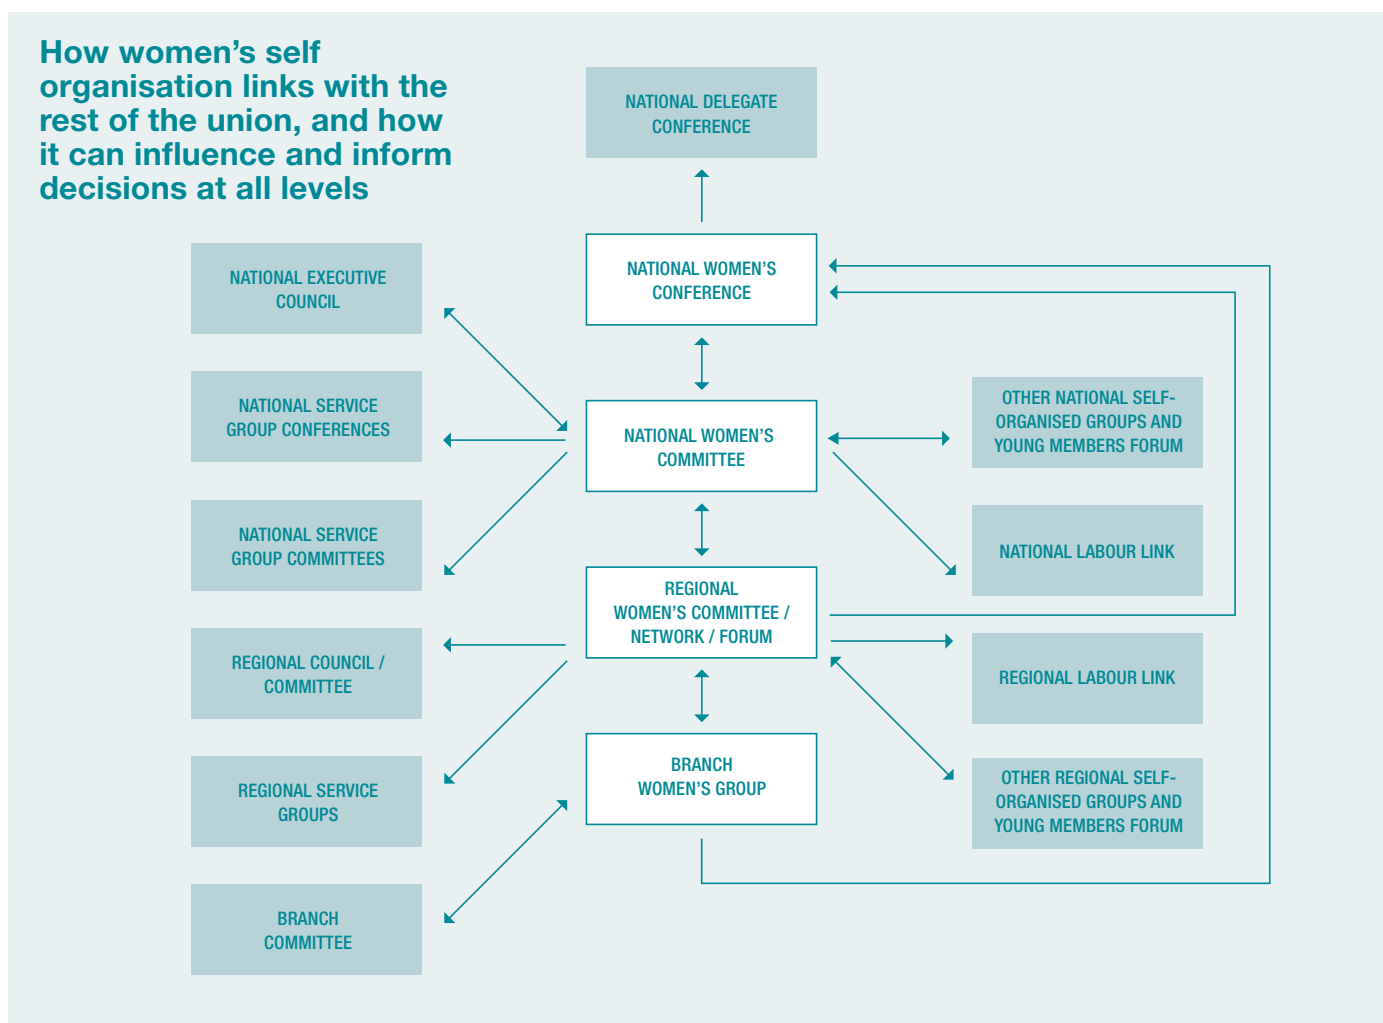 How women’s self
organisation links with the
rest of the union, and how
it can influence and inform
decisions at all levels
NATIONAL DELEGATE
CONFERENCE
NATIONAL EXECUTIVE
COUNCIL
NATIONAL WOMEN’S
CONFERENCE
NATIONAL SERVICE
GROUP CONFERENCES
NATIONAL WOMEN’S
COMMITTEE
OTHER NATIONAL SELF-
ORGANISED GROUPS AND
YOUNG MEMBERS FORUM
NATIONAL SERVICE
GROUP COMMITTEES
NATIONAL LABOUR LINK
REGIONAL
WOMEN’S COMMITTEE /
NETWORK / FORUM
REGIONAL COUNCIL /
COMMITTEE
REGIONAL LABOUR LINK
REGIONAL SERVICE
GROUPS
BRANCH
WOMEN’S GROUP
OTHER REGIONAL SELF-
ORGANISED GROUPS AND
YOUNG MEMBERS FORUM
BRANCH
COMMITTEE